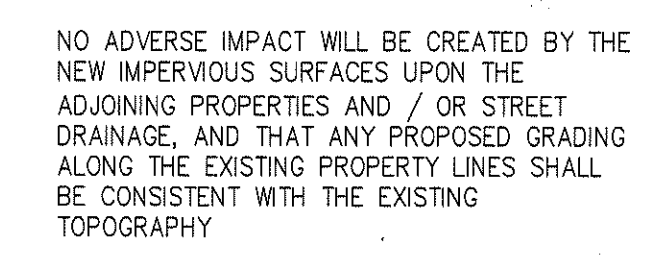 NO ADVERSE IMPACT WILL BE CREATED BY THE
NEW IMPERVIOUS SURFACES UPON THE
ADJOINING PROPERTIES AND / OR STREET
DRAINAGE, AND THAT ANY PROPOSED GRADING
ALONG THE EXISTING PROPERTY LINES SHALL
BE CONSISTENT WITH THE EXISTING
TOPOGRAPHY